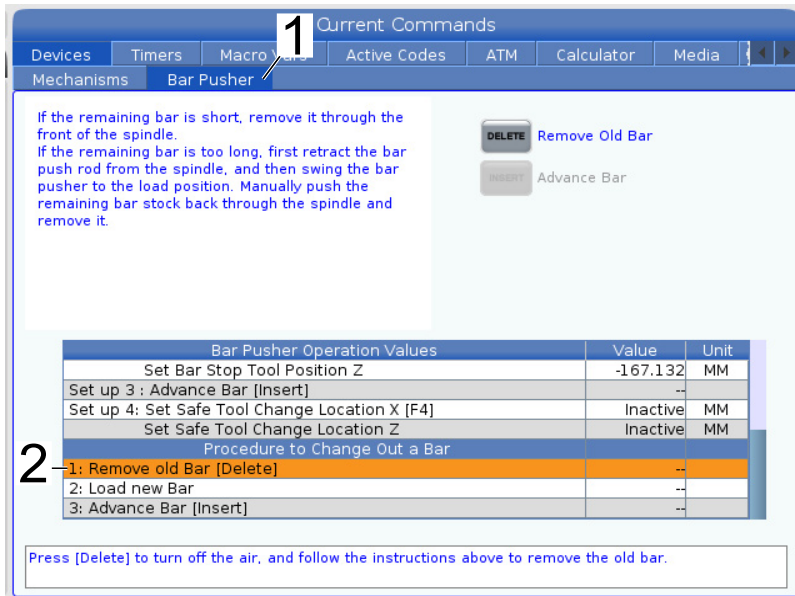 Current Commands
1
Devices Timers Macro Vars Active Codes ATM Calculator Media
Mechanisms Bar Pusher
If the remaining bar is short, remove it through the
front of the spindle.
If the remaining bar is too long, first retract the bar
push rod from the spindle, and then swing the bar
pusher to the load position. Manually push the
remaining bar stock back through the spindle and
remove it.
DELETE Remove Old Bar
INSERT Advance Bar
Bar Pusher Operation Values Value Unit
Set Bar Stop Tool Position Z -167.132 MM
Set up 3 : Advance Bar [Insert] --
Set up 4: Set Safe Tool Change Location X [F4] Inactive MM
Set Safe Tool Change Location Z Inactive MM
Procedure to Change Out a Bar
2
1: Remove old Bar [Delete] --
2: Load new Bar --
3: Advance Bar [Insert] --
Press [Delete] to turn off the air, and follow the instructions above to remove the old bar.